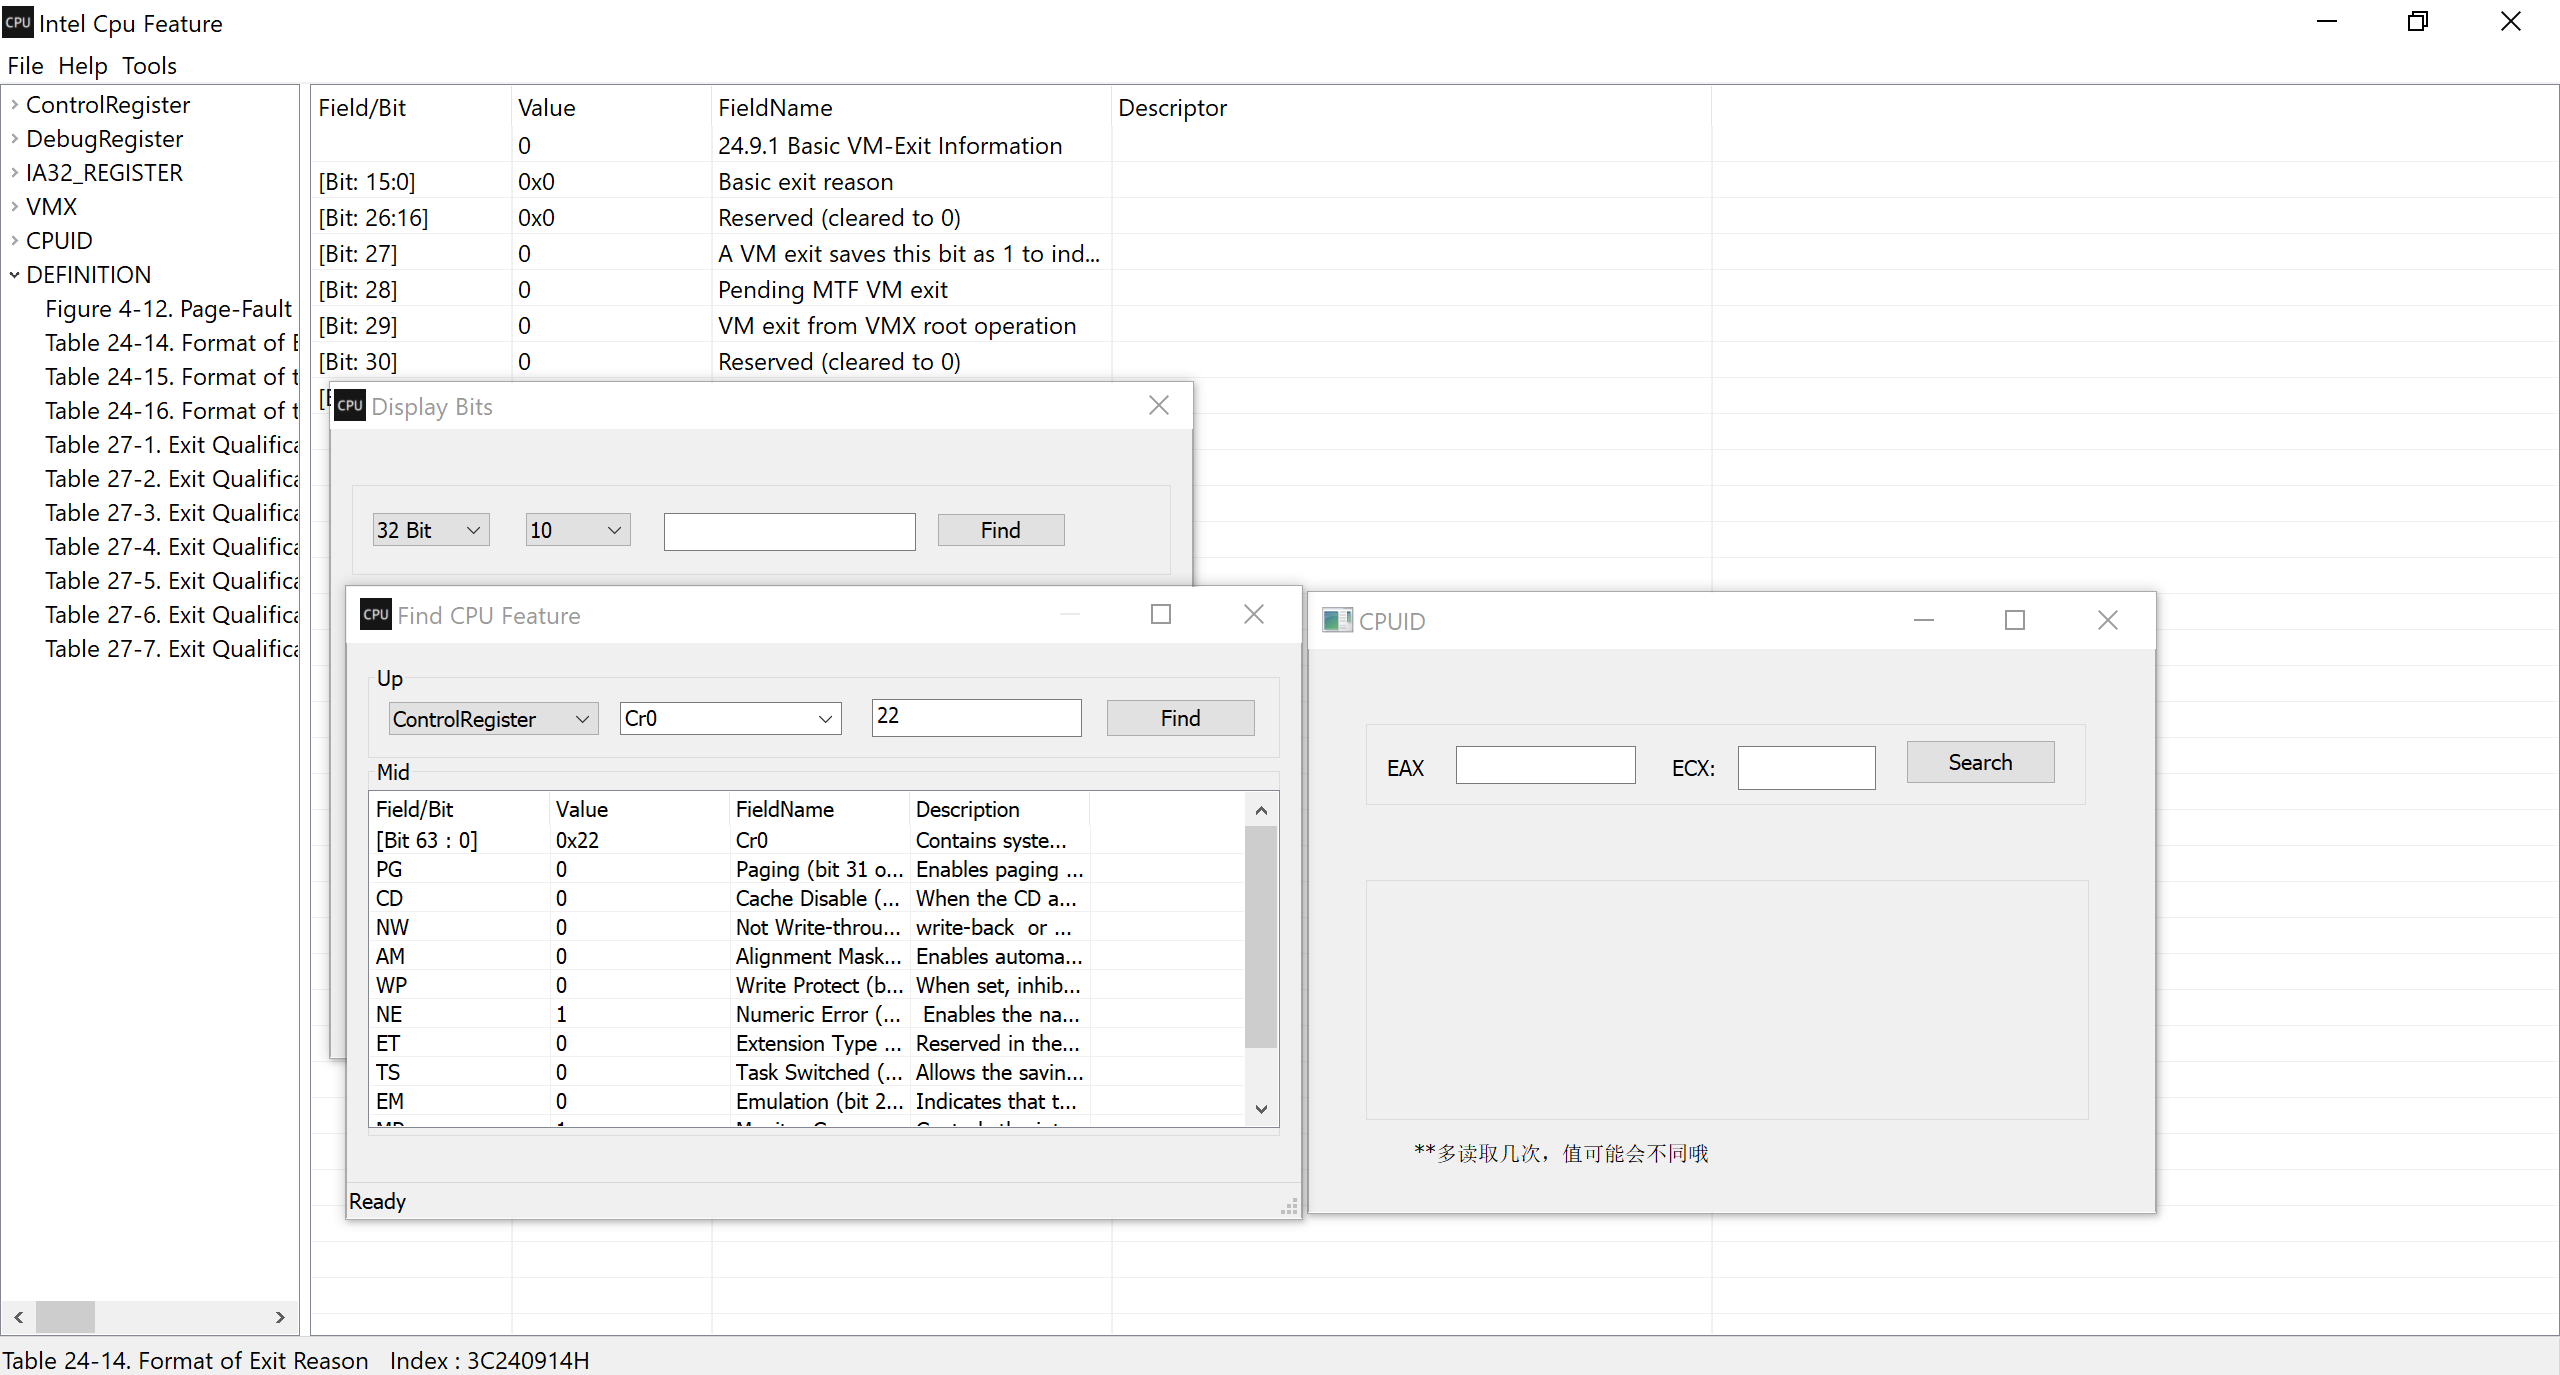 CPU Intel Cpu Feature
File Help Tools
ControlRegister
DebugRegister
IA32_REGISTER
VMX
CPUID
DEFINITION
Figure 4-12. Page-Fault
Table 24-14. Format of E
Table 24-15. Format of t
Table 24-16. Format of t
Table 27-1. Exit Qualifica
Table 27-2. Exit Qualifica
Table 27-3. Exit Qualifica
Table 27-4. Exit Qualifica
Table 27-5. Exit Qualifica
Table 27-6. Exit Qualifica
Table 27-7. Exit Qualifica
Field/Bit Value FieldName Descriptor
0 24.9.1 Basic VM-Exit Information
[Bit: 15:0] 0x0 Basic exit reason
[Bit: 26:16] 0x0 Reserved (cleared to 0)
[Bit: 27] 0 A VM exit saves this bit as 1 to ind...
[Bit: 28] 0 Pending MTF VM exit
[Bit: 29] 0 VM exit from VMX root operation
[Bit: 30] 0 Reserved (cleared to 0)
CPU Display Bits
32 Bit 10 Find
CPU Find CPU Feature
Up
ControlRegister Cr0 22 Find
Mid
Field/Bit Value FieldName Description
[Bit 63 : 0] 0x22 Cr0 Contains syste...
PG 0 Paging (bit 31 o... Enables paging ...
CD 0 Cache Disable (... When the CD a...
NW 0 Not Write-throu... write-back or ...
AM 0 Alignment Mask... Enables automa...
WP 0 Write Protect (b... When set, inhib...
NE 1 Numeric Error (... Enables the na...
ET 0 Extension Type ... Reserved in the...
TS 0 Task Switched (... Allows the savin...
EM 0 Emulation (bit 2... Indicates that t...
Ready
CPUID
EAX ECX: Search
**多读取几次，值可能会不同哦
Table 24-14. Format of Exit Reason Index : 3C240914H